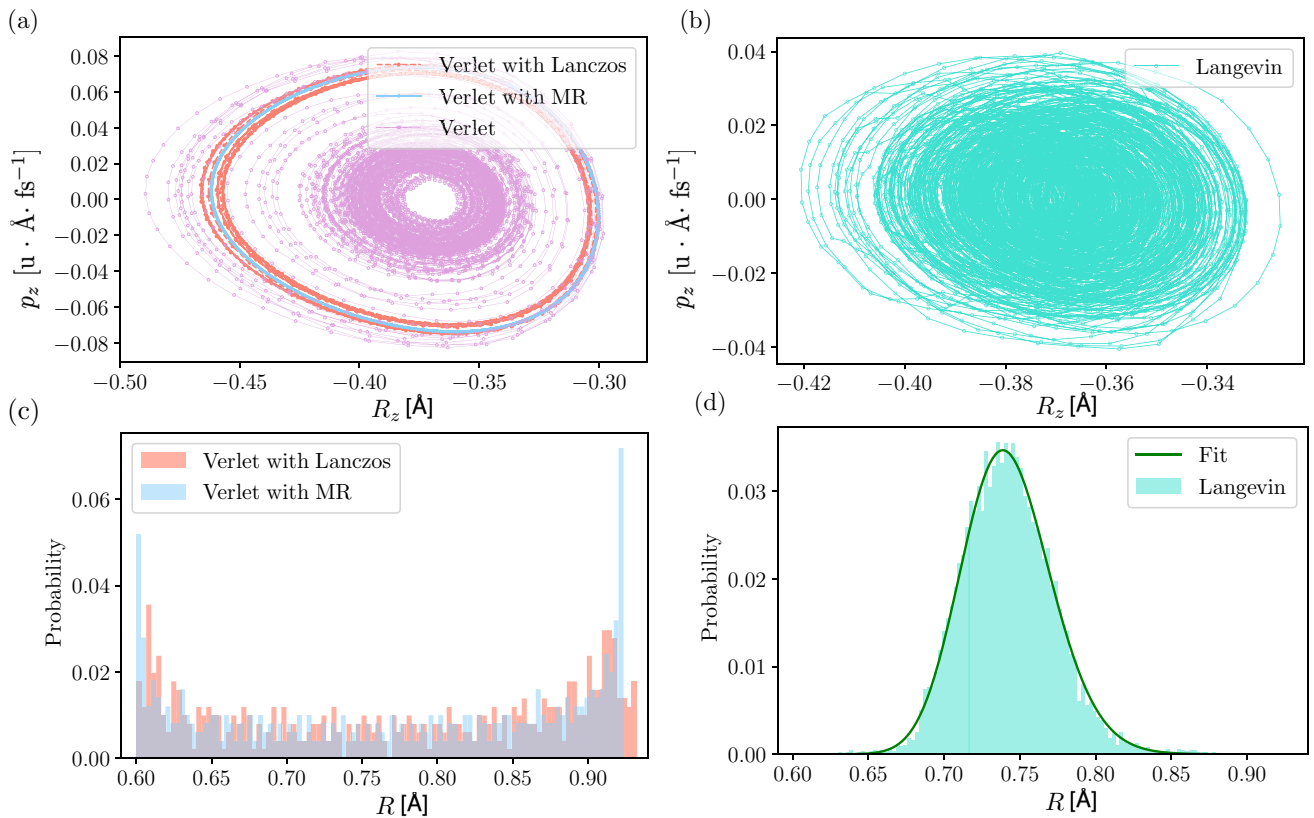 (a)
0.08
0.06
0.04
0.02
0.00
−0.02
−0.04
−0.06
−0.08
p_z [u · Å· fs⁻¹]
Verlet with Lanczos
Verlet with MR
Verlet
−0.50 −0.45 −0.40 −0.35 −0.30
R_z [Å]
(b)
0.04
0.02
0.00
−0.02
−0.04
p_z [u · Å· fs⁻¹]
Langevin
−0.42 −0.40 −0.38 −0.36 −0.34
R_z [Å]
(c)
0.06
0.04
0.02
0.00
Probability
Verlet with Lanczos
Verlet with MR
0.60 0.65 0.70 0.75 0.80 0.85 0.90
R [Å]
(d)
0.03
0.02
0.01
0.00
Probability
Fit
Langevin
0.60 0.65 0.70 0.75 0.80 0.85 0.90
R [Å]